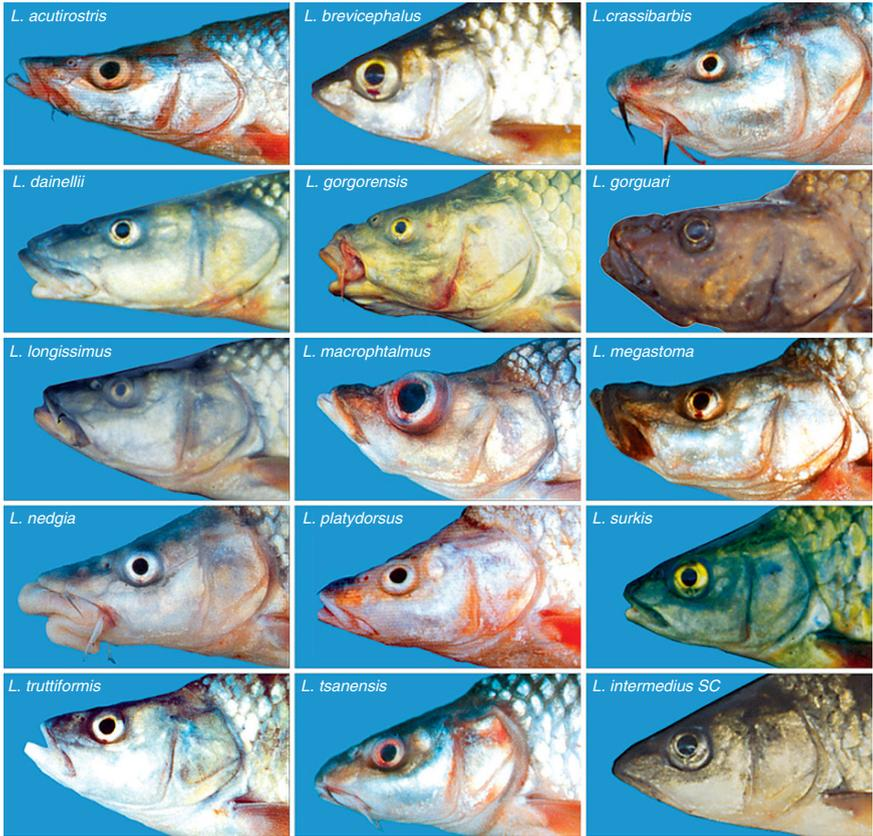 L. acutirostris
L. brevicephalus
L.crassibarbis
L. dainellii
L. gorgorensis
L. gorguari
L. longissimus
L. macrophtalmus
L. megastoma
L. nedgia
L. platydorsus
L. surkis
L. truttiformis
L. tsanensis
L. intermedius SC